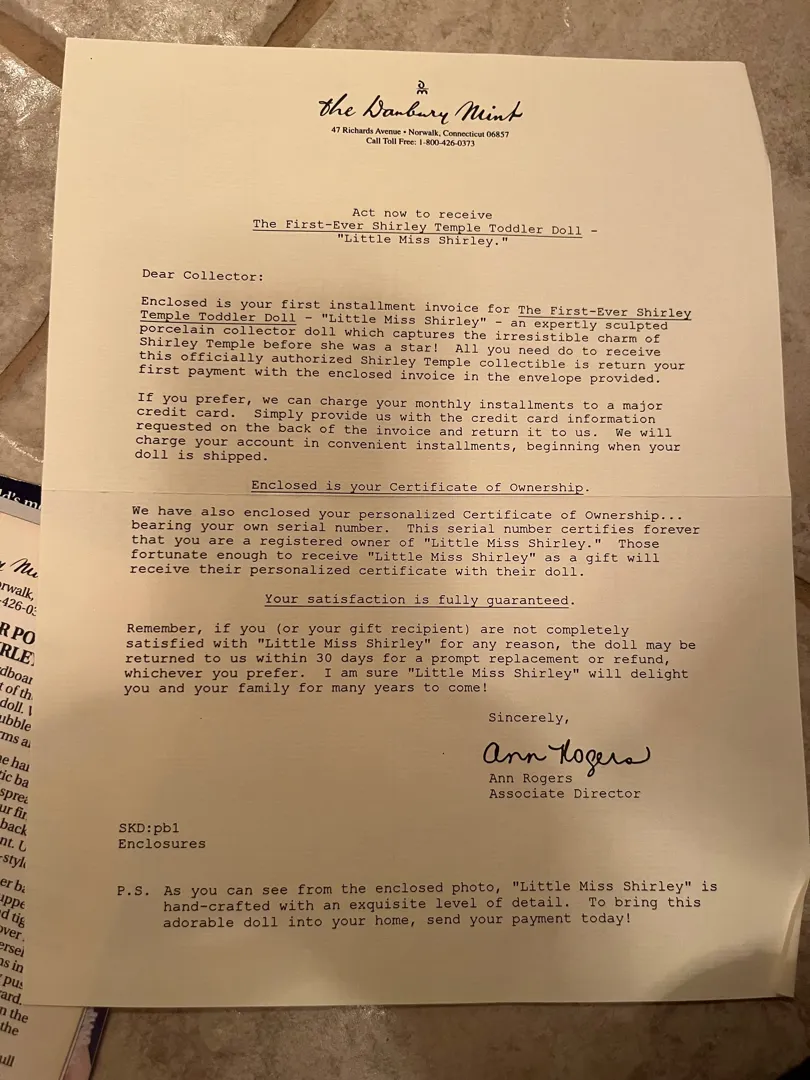 DM
the Danbury Mint
47 Richards Avenue • Norwalk, Connecticut 06857
Call Toll Free: 1-800-426-0373
Act now to receive
The First-Ever Shirley Temple Toddler Doll -
"Little Miss Shirley."
Dear Collector:
Enclosed is your first installment invoice for The First-Ever Shirley
Temple Toddler Doll - "Little Miss Shirley" - an expertly sculpted
porcelain collector doll which captures the irresistible charm of
Shirley Temple before she was a star! All you need do to receive
this officially authorized Shirley Temple collectible is return your
first payment with the enclosed invoice in the envelope provided.
If you prefer, we can charge your monthly installments to a major
credit card. Simply provide us with the credit card information
requested on the back of the invoice and return it to us. We will
charge your account in convenient installments, beginning when your
doll is shipped.
Enclosed is your Certificate of Ownership.
We have also enclosed your personalized Certificate of Ownership...
bearing your own serial number. This serial number certifies forever
that you are a registered owner of "Little Miss Shirley." Those
fortunate enough to receive "Little Miss Shirley" as a gift will
receive their personalized certificate with their doll.
Your satisfaction is fully guaranteed.
Remember, if you (or your gift recipient) are not completely
satisfied with "Little Miss Shirley" for any reason, the doll may be
returned to us within 30 days for a prompt replacement or refund,
whichever you prefer. I am sure "Little Miss Shirley" will delight
you and your family for many years to come!
Sincerely,
Ann Rogers
Ann Rogers
Associate Director
SKD:pb1
Enclosures
P.S. As you can see from the enclosed photo, "Little Miss Shirley" is
hand-crafted with an exquisite level of detail. To bring this
adorable doll into your home, send your payment today!